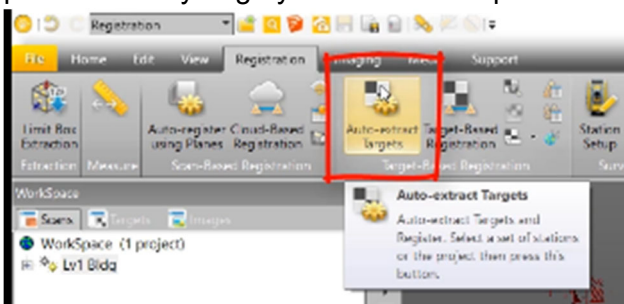 Registration
File Home Edit View Registration Imaging Support
Limit Box Extraction
Auto-register using Planes
Cloud-Based Registration
Auto-extract Targets
Target-Based Registration
Station Setup
Extraction Measure Scan-Based Registration Target-Based Registration
WorkSpace
Scans Targets Images
WorkSpace (1 project)
Lv1 Bldg
Auto-extract Targets
Auto-extract Targets and
Register. Select a set of stations
or the project then press this
button.